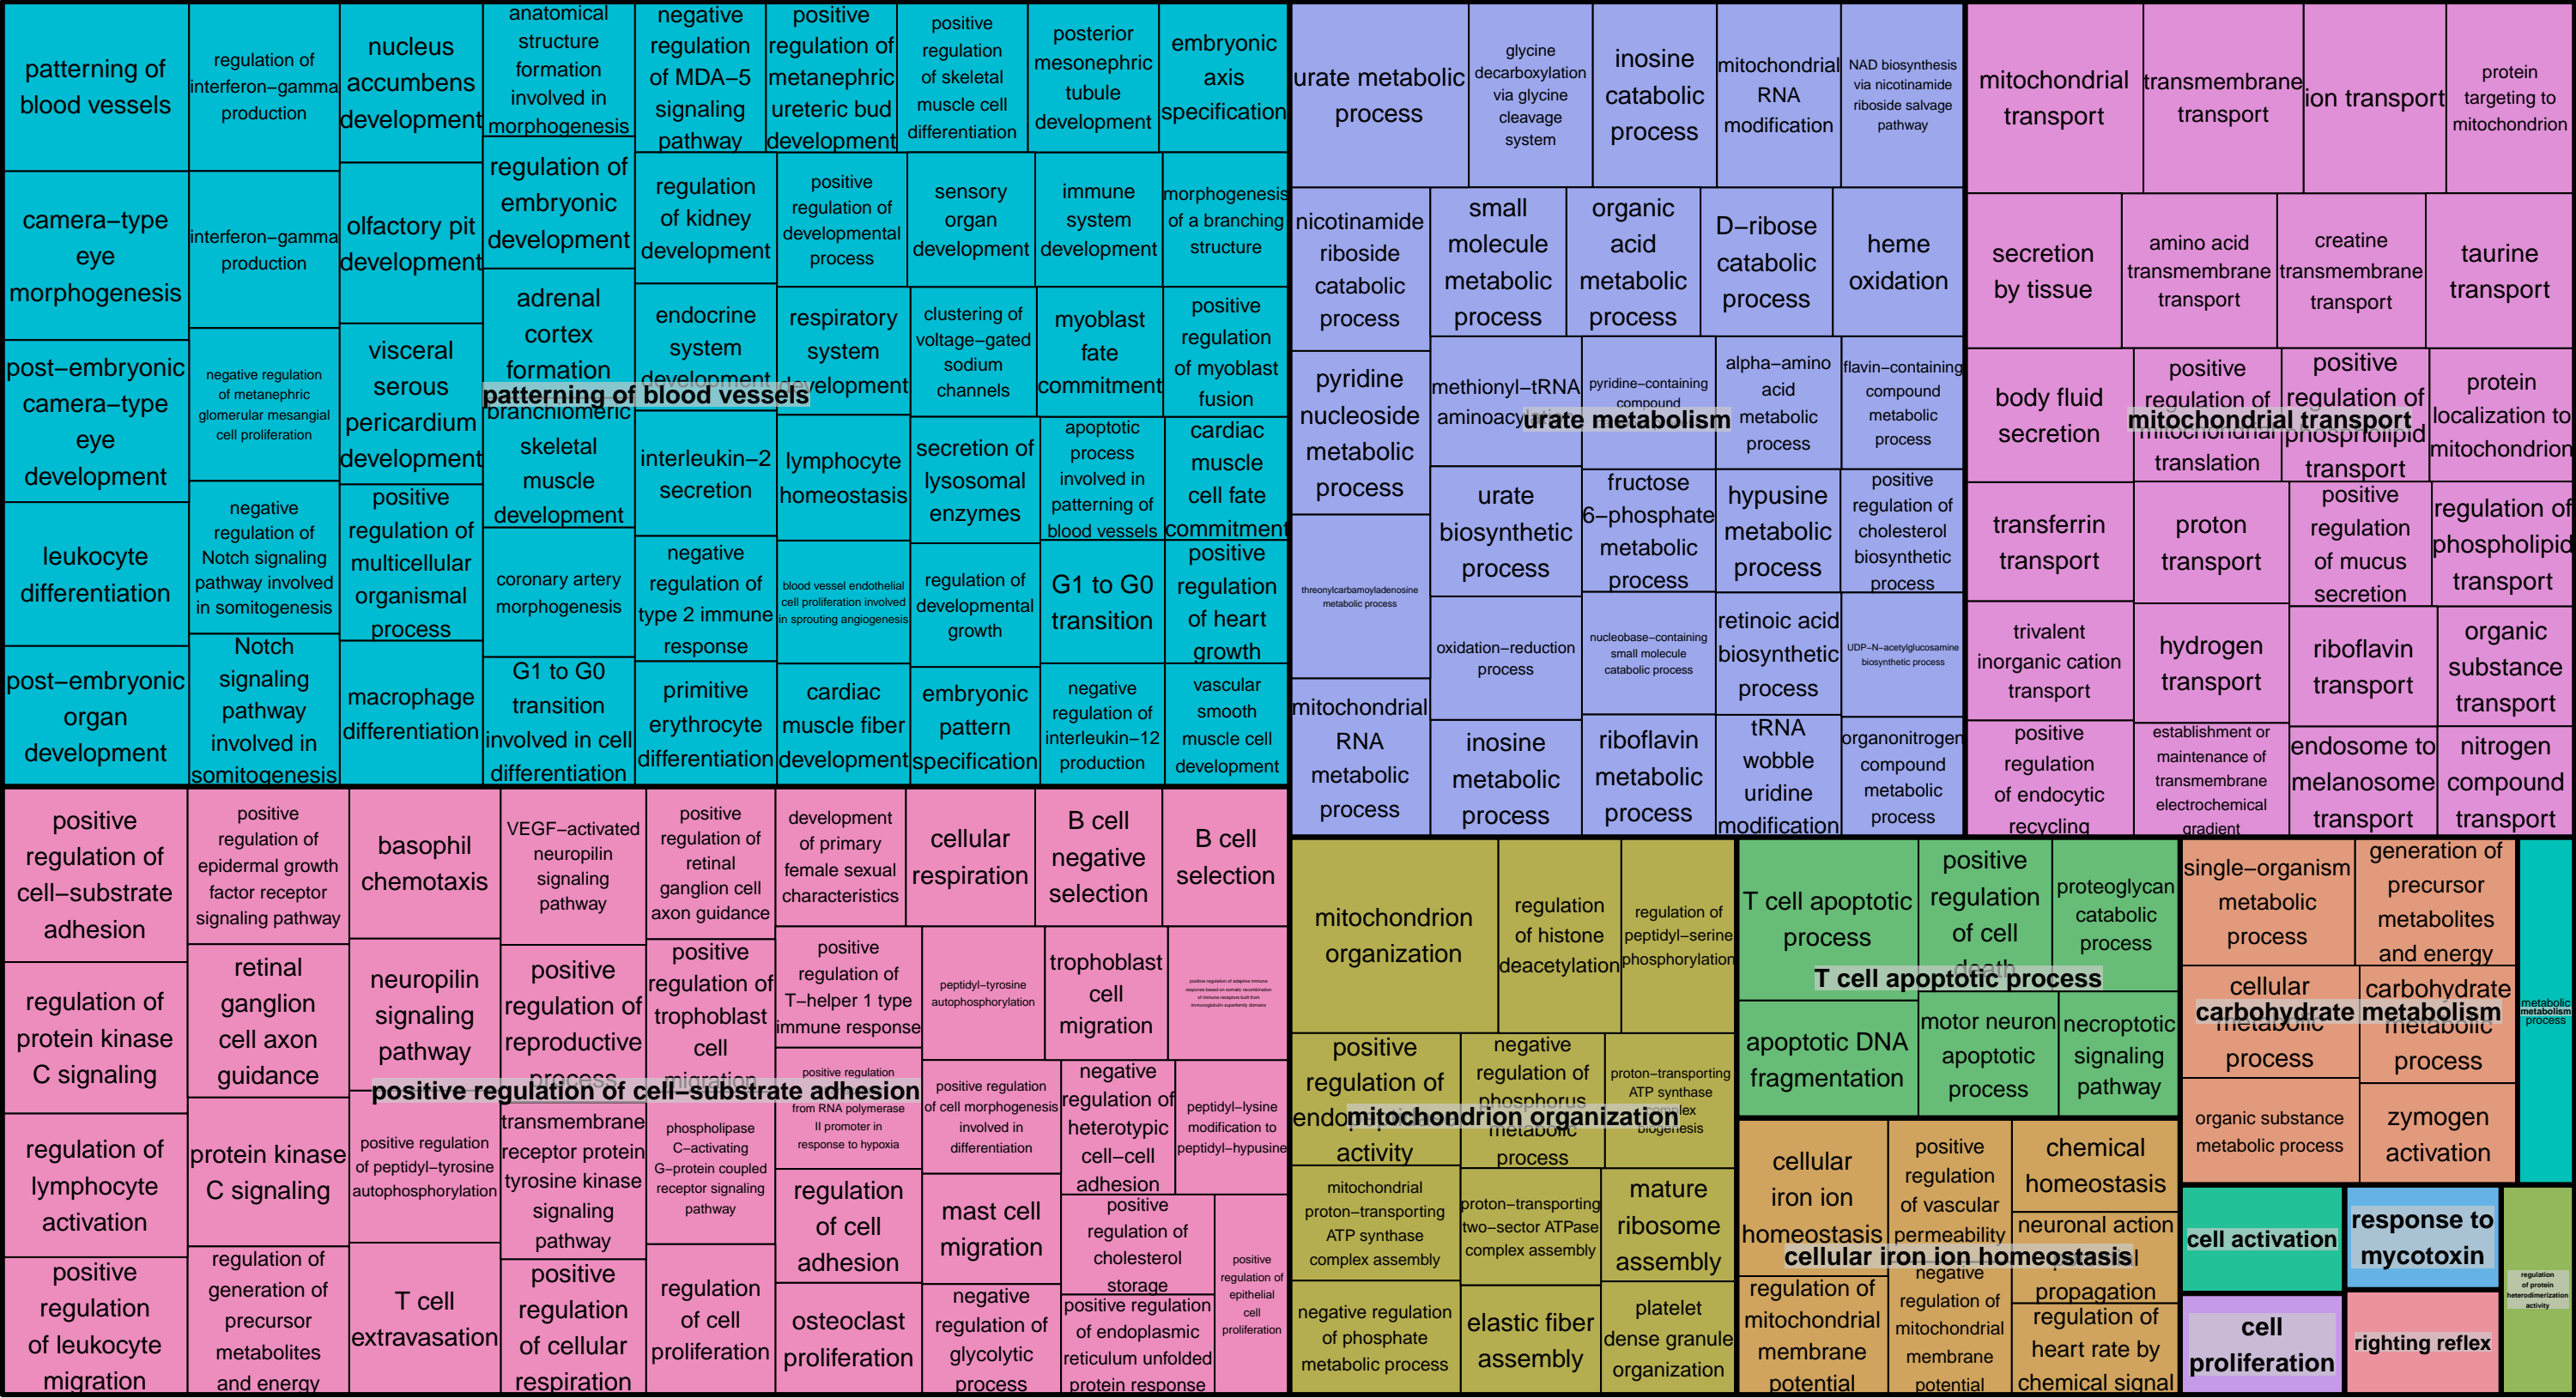 patterning of
blood vessels
camera−type
eye
morphogenesis
post−embryonic
camera−type
eye
development
leukocyte
differentiation
post−embryonic
organ
development
regulation of
interferon−gamma
production
interferon−gamma
production
negative regulation
of metanephric
glomerular mesangial
cell proliferation
negative
regulation of
Notch signaling
pathway involved
in somitogenesis
Notch
signaling
pathway
involved in
somitogenesis
nucleus
accumbens
development
olfactory pit
development
visceral
serous
pericardium
development
positive
regulation of
multicellular
organismal
process
macrophage
differentiation
anatomical
structure
formation
involved in
morphogenesis
regulation of
embryonic
development
adrenal
cortex
formation
branchiomeric
skeletal
muscle
development
coronary artery
morphogenesis
G1 to G0
transition
involved in cell
differentiation
negative
regulation
of MDA−5
signaling
pathway
positive
regulation of
metanephric
ureteric bud
development
positive
regulation
of skeletal
muscle cell
differentiation
posterior
mesonephric
tubule
development
embryonic
axis
specification
regulation
of kidney
development
positive
regulation of
developmental
process
sensory
organ
development
immune
system
development
morphogenesis
of a branching
structure
endocrine
system
development
respiratory
system
development
clustering of
voltage−gated
sodium
channels
myoblast
fate
commitment
positive
regulation
of myoblast
fusion
patterning of blood vessels
interleukin−2
secretion
lymphocyte
homeostasis
secretion of
lysosomal
enzymes
apoptotic
process
involved in
patterning of
blood vessels
cardiac
muscle
cell fate
commitment
negative
regulation of
type 2 immune
response
blood vessel endothelial
cell proliferation involved
in sprouting angiogenesis
regulation of
developmental
growth
G1 to G0
transition
positive
regulation
of heart
growth
primitive
erythrocyte
differentiation
cardiac
muscle fiber
development
embryonic
pattern
specification
negative
regulation of
interleukin−12
production
vascular
smooth
muscle cell
development
positive
regulation of
cell−substrate
adhesion
regulation of
protein kinase
C signaling
regulation of
lymphocyte
activation
positive
regulation
of leukocyte
migration
positive
regulation of
epidermal growth
factor receptor
signaling pathway
retinal
ganglion
cell axon
guidance
protein kinase
C signaling
regulation of
generation of
precursor
metabolites
and energy
basophil
chemotaxis
neuropilin
signaling
pathway
positive regulation
of peptidyl−tyrosine
autophosphorylation
T cell
extravasation
VEGF−activated
neuropilin
signaling
pathway
positive
regulation of
reproductive
process
transmembrane
receptor protein
tyrosine kinase
signaling
pathway
positive
regulation
of cellular
respiration
positive
regulation of
retinal
ganglion cell
axon guidance
positive
regulation of
trophoblast
cell
migration
phospholipase
C−activating
G−protein coupled
receptor signaling
pathway
regulation
of cell
proliferation
positive regulation of cell−substrate adhesion
development
of primary
female sexual
characteristics
cellular
respiration
B cell
negative
selection
B cell
selection
positive
regulation of
T−helper 1 type
immune response
positive regulation
from RNA polymerase
II promoter in
response to hypoxia
regulation
of cell
adhesion
osteoclast
proliferation
peptidyl−tyrosine
autophosphorylation
trophoblast
cell
migration
positive regulation of adaptive immune
response based on somatic recombination
of immune receptors built from
immunoglobulin superfamily domains
positive regulation
of cell morphogenesis
involved in
differentiation
negative
regulation of
heterotypic
cell−cell
adhesion
peptidyl−lysine
modification to
peptidyl−hypusine
mast cell
migration
negative
regulation of
glycolytic
process
positive
regulation of
cholesterol
storage
positive regulation
of endoplasmic
reticulum unfolded
protein response
positive
regulation of
epithelial
cell
proliferation
urate metabolic
process
glycine
decarboxylation
via glycine
cleavage
system
inosine
catabolic
process
mitochondrial
RNA
modification
NAD biosynthesis
via nicotinamide
riboside salvage
pathway
nicotinamide
riboside
catabolic
process
small
molecule
metabolic
process
organic
acid
metabolic
process
D−ribose
catabolic
process
heme
oxidation
pyridine
nucleoside
metabolic
process
methionyl−tRNA
pyridine−containing
compound
alpha−amino
acid
metabolic
process
flavin−containing
compound
metabolic
process
urate metabolism
urate
biosynthetic
process
fructose
6−phosphate
metabolic
process
hypusine
metabolic
process
positive
regulation of
cholesterol
biosynthetic
process
threonylcarbamoyladenosine
metabolic process
oxidation−reduction
process
nucleobase−containing
small molecule
catabolic process
retinoic acid
biosynthetic
process
UDP−N−acetylglucosamine
biosynthetic process
mitochondrial
RNA
metabolic
process
inosine
metabolic
process
riboflavin
metabolic
process
tRNA
wobble
uridine
modification
organonitrogen
compound
metabolic
process
mitochondrial
transport
transmembrane
transport
ion transport
protein
targeting to
mitochondrion
secretion
by tissue
amino acid
transmembrane
transport
creatine
transmembrane
transport
taurine
transport
body fluid
secretion
positive
regulation of
mitochondrial
translation
positive
regulation of
phospholipid
transport
protein
localization to
mitochondrion
mitochondrial transport
transferrin
transport
proton
transport
positive
regulation
of mucus
secretion
regulation of
phospholipid
transport
trivalent
inorganic cation
transport
hydrogen
transport
riboflavin
transport
organic
substance
transport
positive
regulation
of endocytic
recycling
establishment or
maintenance of
transmembrane
electrochemical
gradient
endosome to
melanosome
transport
nitrogen
compound
transport
mitochondrion
organization
regulation
of histone
deacetylation
regulation of
peptidyl−serine
phosphorylation
positive
regulation of
activity
negative
regulation of
phosphorus
metabolic
process
proton−transporting
ATP synthase
complex
biogenesis
mitochondrion organization
mitochondrial
proton−transporting
ATP synthase
complex assembly
proton−transporting
two−sector ATPase
complex assembly
mature
ribosome
assembly
negative regulation
of phosphate
metabolic process
elastic fiber
assembly
platelet
dense granule
organization
T cell apoptotic
process
positive
regulation
of cell
death
proteoglycan
catabolic
process
T cell apoptotic process
apoptotic DNA
fragmentation
motor neuron
apoptotic
process
necroptotic
signaling
pathway
cellular
iron ion
homeostasis
positive
regulation
of vascular
permeability
chemical
homeostasis
neuronal action
potential
propagation
cellular iron ion homeostasis
regulation of
mitochondrial
membrane
potential
negative
regulation of
mitochondrial
membrane
potential
regulation of
heart rate by
chemical signal
single−organism
metabolic
process
generation of
precursor
metabolites
and energy
cellular
metabolic
process
carbohydrate
metabolic
process
carbohydrate metabolism
organic substance
metabolic process
zymogen
activation
metabolic
metabolism
process
cell activation
response to
mycotoxin
cell
proliferation
righting reflex
regulation
of protein
heterodimerization
activity